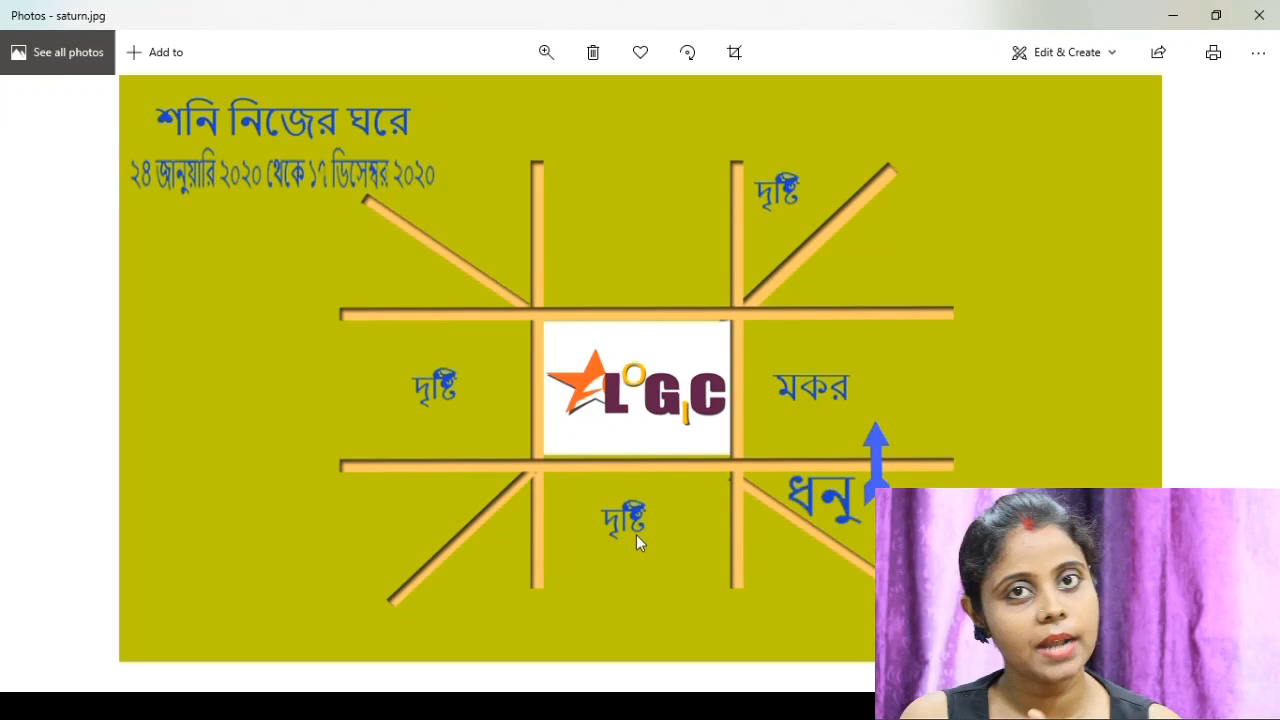 Photos - saturn.jpg
See all photos
Add to
Edit & Create
শনি নিজের ঘরে
২৪ জানুয়ারি ২০২০ থেকে ১৭ ডিসেম্বর ২০২০
দৃষ্টি
দৃষ্টি
ALOGiC
মকর
ধনু
দৃষ্টি